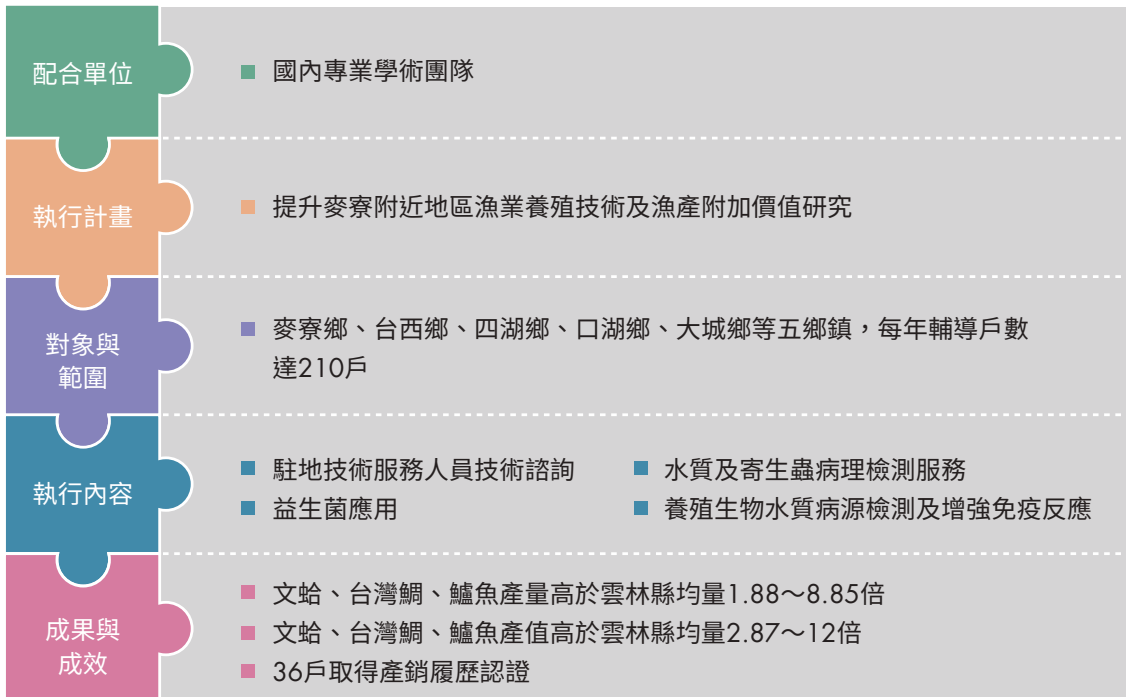 配合單位
國內專業學術團隊
執行計畫
提升麥寮附近地區漁業養殖技術及漁產附加價值研究
對象與
範圍
麥寮鄉、台西鄉、四湖鄉、口湖鄉、大城鄉等五鄉鎮，每年輔導戶數
達210戶
執行內容
駐地技術服務人員技術諮詢
水質及寄生蟲病理檢測服務
益生菌應用
養殖生物水質病源檢測及增強免疫反應
成果與
成效
文蛤、台灣鯛、鱸魚產量高於雲林縣均量1.88～8.85倍
文蛤、台灣鯛、鱸魚產值高於雲林縣均量2.87～12倍
36戶取得產銷履歷認證